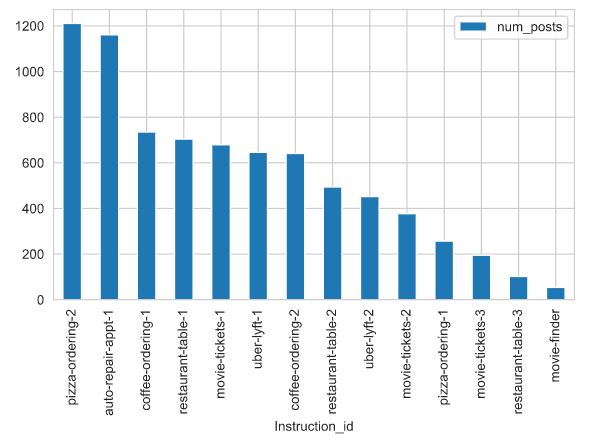 num_posts
1200
1000
800
600
400
200
0
pizza-ordering-2
auto-repair-appt-1
coffee-ordering-1
restaurant-table-1
movie-tickets-1
uber-lyft-1
coffee-ordering-2
restaurant-table-2
uber-lyft-2
movie-tickets-2
pizza-ordering-1
movie-tickets-3
restaurant-table-3
movie-finder
Instruction_id